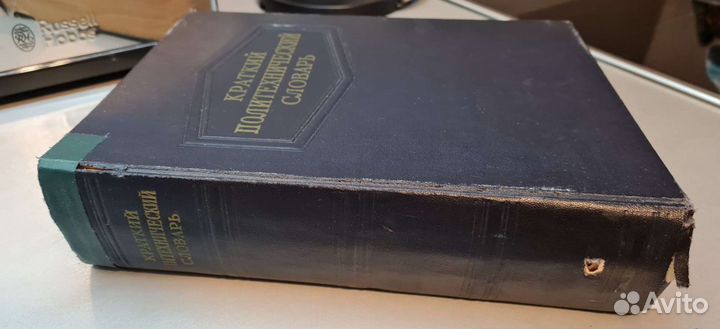 Russell
Hobbs
КРАТКИЙ
ПОЛИТЕХНИЧЕСКИЙ
СЛОВАРЬ
КРАТКИЙ
ПОЛИТЕХНИЧЕСКИЙ
СЛОВАРЬ
Avito